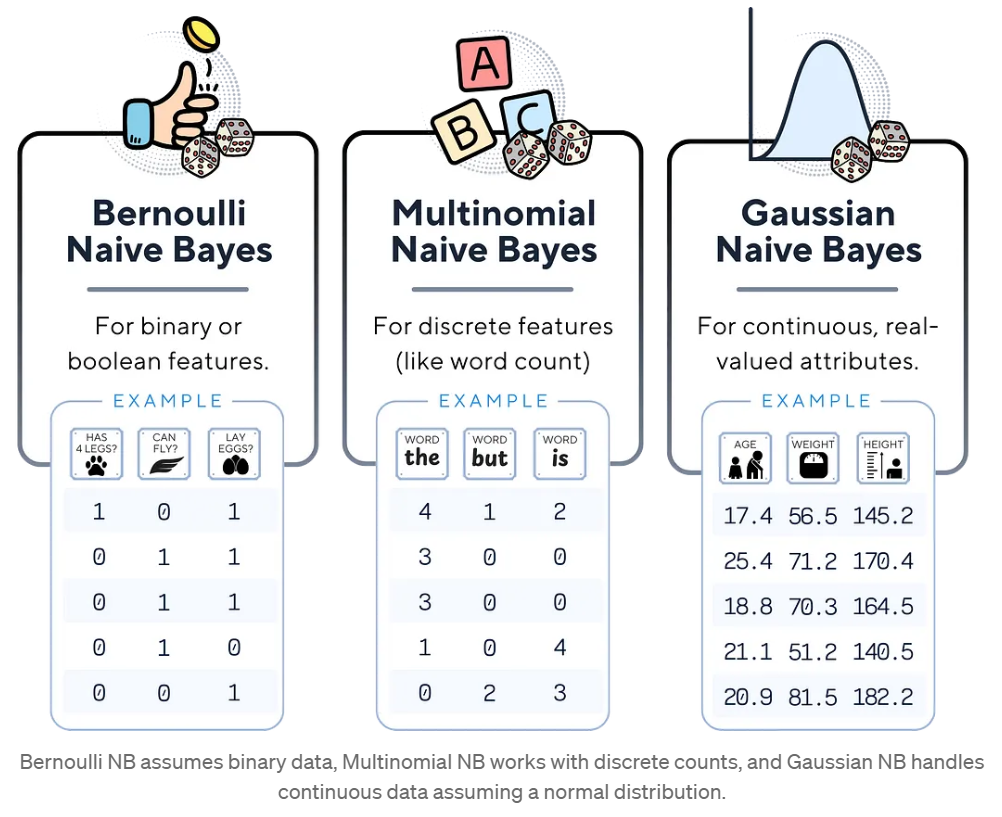 A
B
C
Bernoulli
Naive Bayes
For binary or
boolean features.
EXAMPLE
HAS
4 LEGS?
CAN
FLY?
LAY
EGGS?
1 0 1
0 1 1
0 1 1
0 1 0
0 0 1
Multinomial
Naive Bayes
For discrete features
(like word count)
EXAMPLE
WORD
the
WORD
but
WORD
is
4 1 2
3 0 0
3 0 0
1 0 4
0 2 3
Gaussian
Naive Bayes
For continuous, real-
valued attributes.
EXAMPLE
AGE
WEIGHT
HEIGHT
17.4 56.5 145.2
25.4 71.2 170.4
18.8 70.3 164.5
21.1 51.2 140.5
20.9 81.5 182.2
Bernoulli NB assumes binary data, Multinomial NB works with discrete counts, and Gaussian NB handles
continuous data assuming a normal distribution.